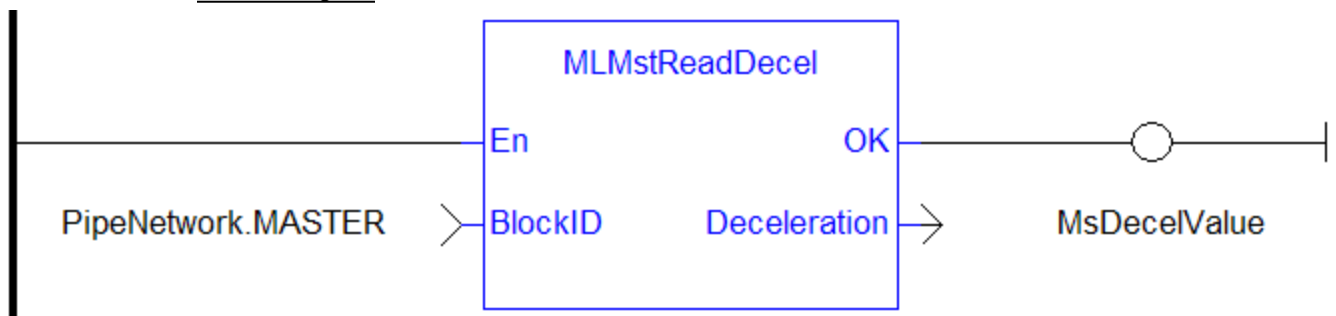 MLMstReadDecel
En OK
PipeNetwork.MASTER BlockID Deceleration MsDecelValue